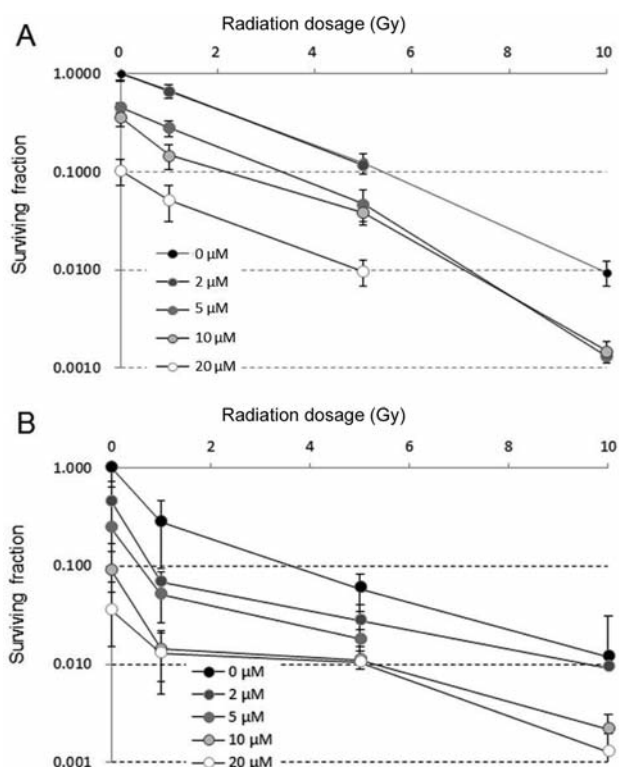 A
Radiation dosage (Gy)
0 2 4 6 8 10
1.0000
0.1000
0.0100
0.0010
Surviving fraction
0 μM
2 μM
5 μM
10 μM
20 μM
B
Radiation dosage (Gy)
0 2 4 6 8 10
1.000
0.100
0.010
0.001
Surviving fraction
0 μM
2 μM
5 μM
10 μM
20 μM